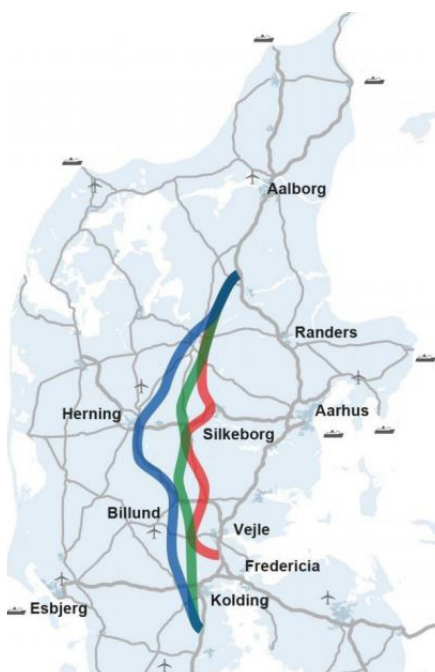 Aalborg
Randers
Herning
Aarhus
Silkeborg
Billund
Vejle
Fredericia
Esbjerg
Kolding